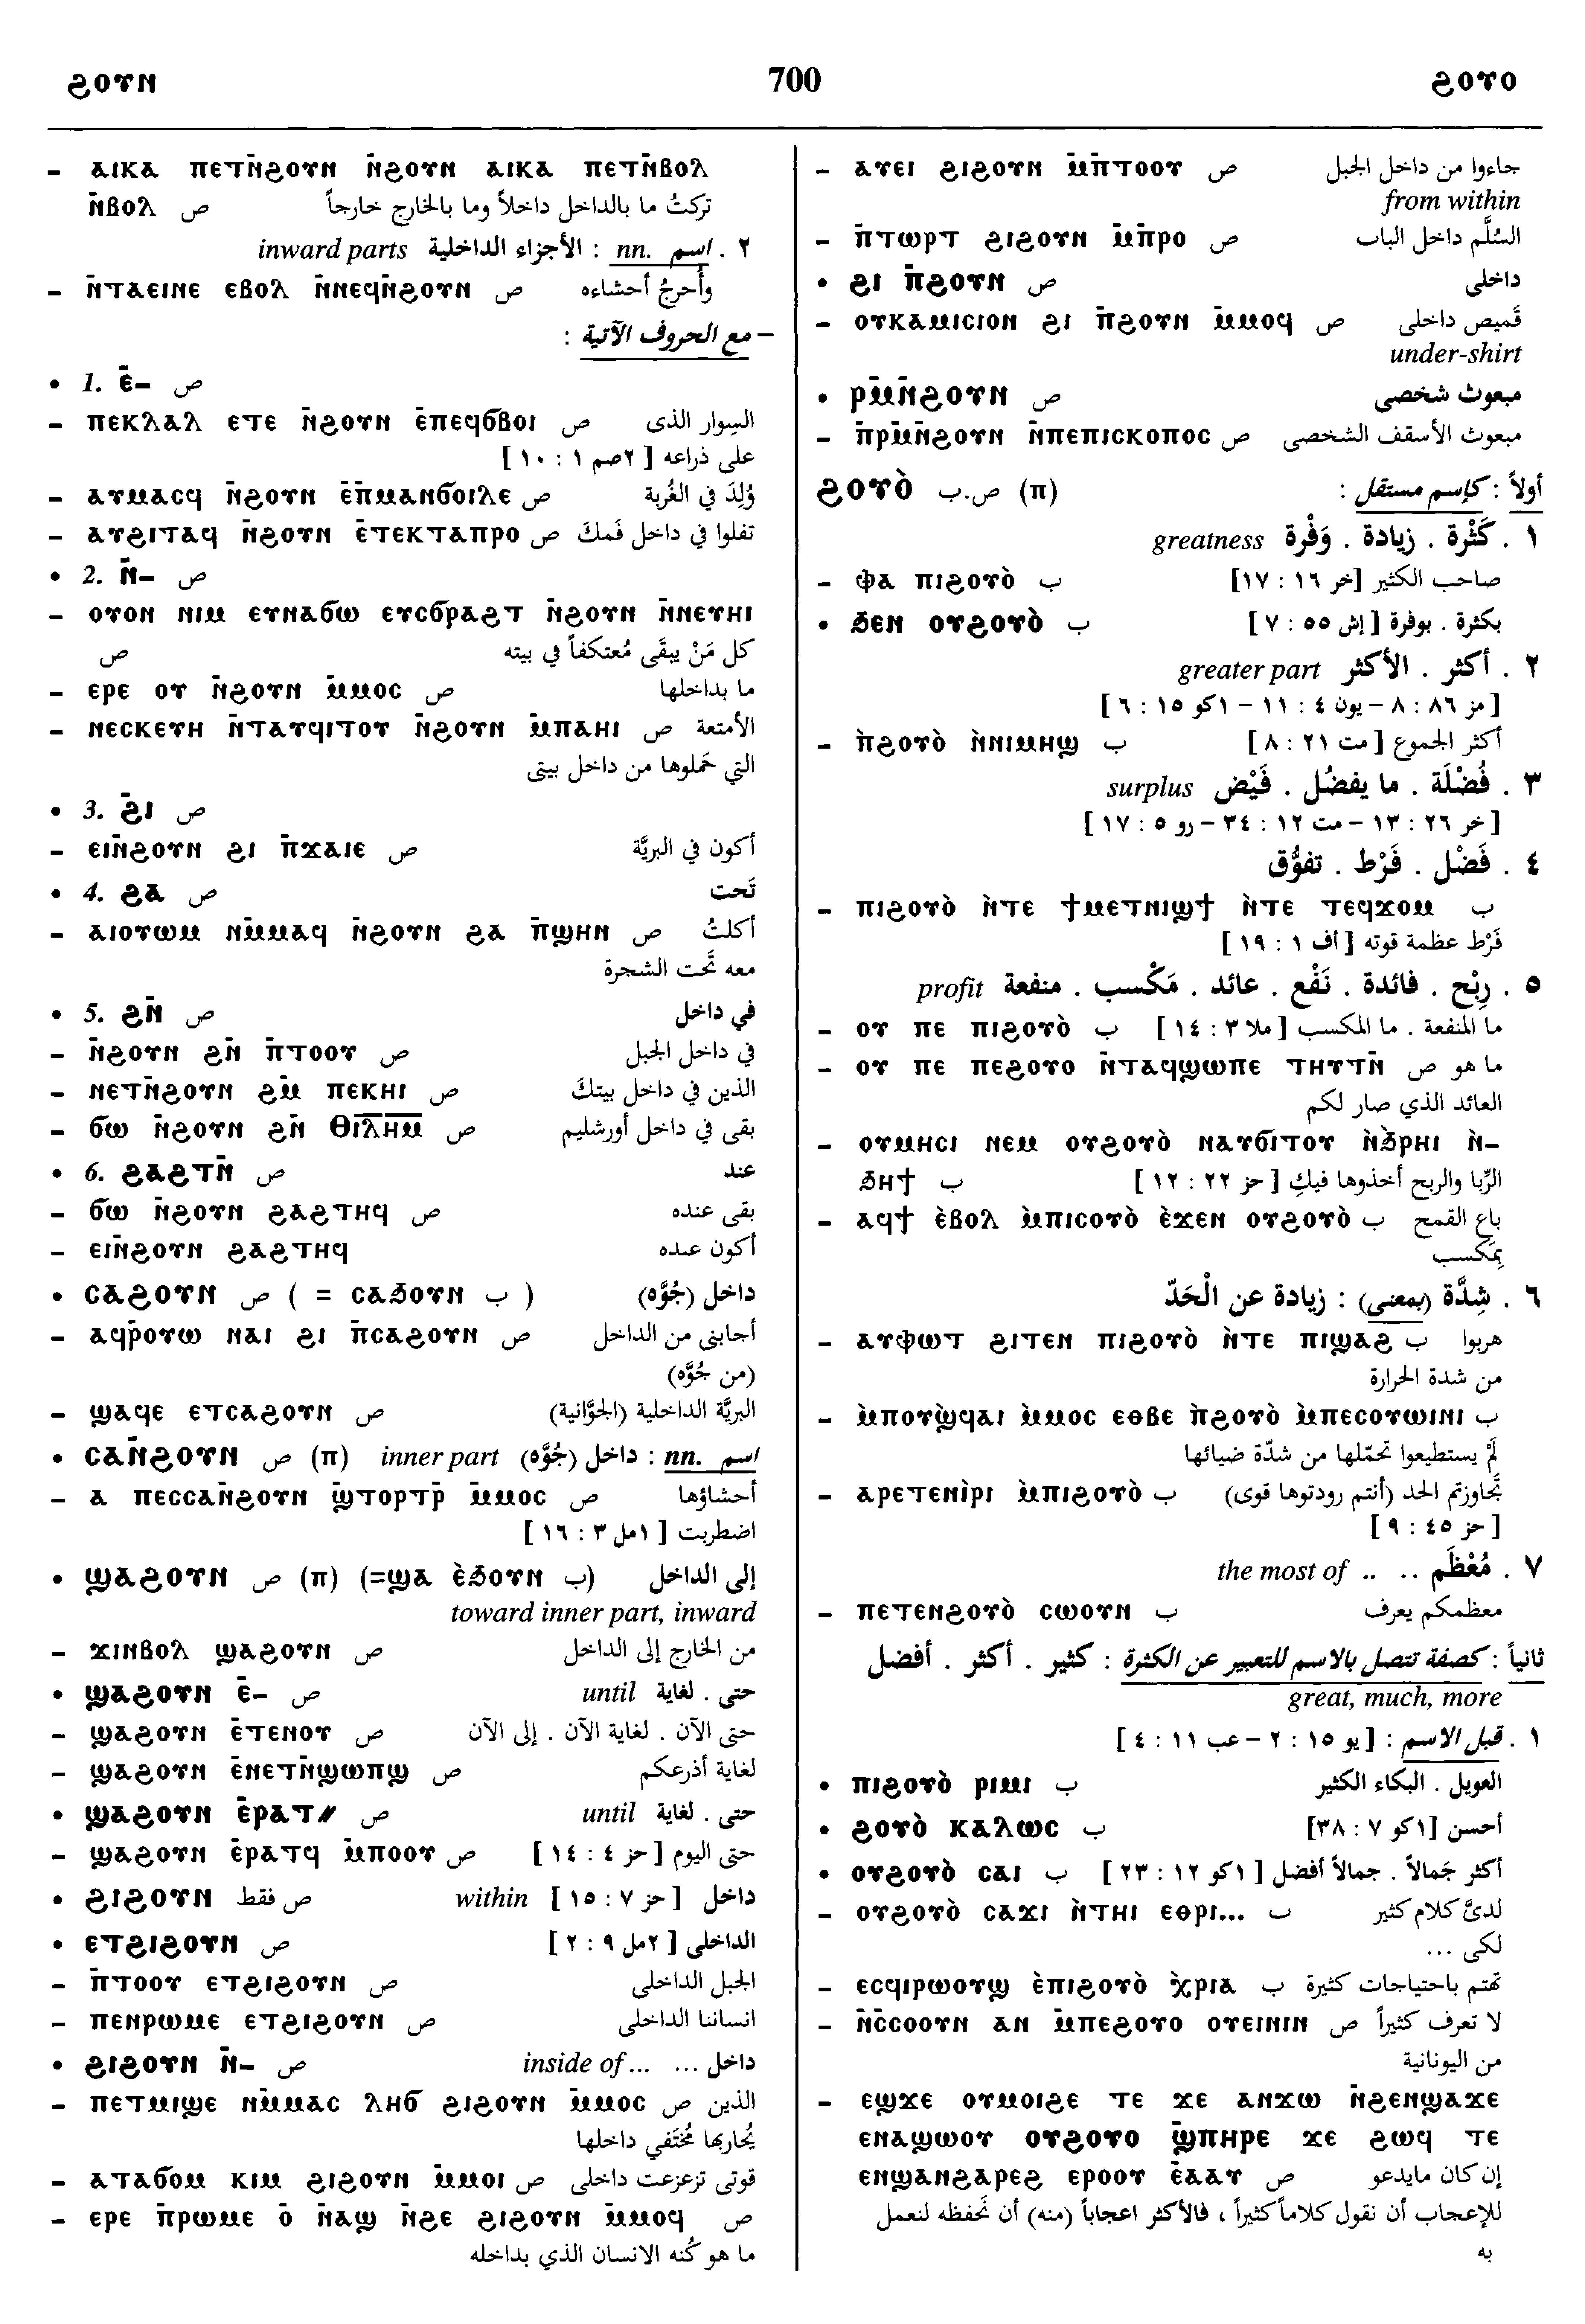 ϩⲟⲩⲛ 700 ϩⲟⲩⲟ
– ⲁⲓⲕⲁ ⲡⲉⲧⲛ̄ϩⲟⲩⲛ ⲛ̄ϩⲟⲩⲛ ⲁⲓⲕⲁ ⲡⲉⲧⲛ̄ⲃⲟⲗ
ⲛ̄ⲃⲟⲗ ص تركتُ ما بالداخل داخلاً وما بالخارج خارجاً
٢ . اسم .nn : الأجزاء الداخلية inward parts
– ⲛ̄ⲧⲁⲉⲓⲛⲉ ⲉⲃⲟⲗ ⲛ̄ⲛⲉϥⲛ̄ϩⲟⲩⲛ ص وأُحرجُ أحشاءه
– مع الحروف الآتية :
• 1. ⲉ̄– ص
– ⲡⲉⲕⲗⲁⲗ ⲉⲧⲉ ⲛ̄ϩⲟⲩⲛ ⲉ̄ⲡⲉϥϭⲃⲟⲓ ص السِوار الذى
على ذراعه [ ٢صم ١ : ١٠ ]
– ⲁⲩⲙⲁⲥϥ ⲛ̄ϩⲟⲩⲛ ⲉ̄ⲡⲙⲁⲛϭⲟⲓⲗⲉ ص وُلِدَ في الغُربة
– ⲁⲩϩⲓⲧⲁϥ ⲛ̄ϩⲟⲩⲛ ⲉ̄ⲧⲉⲕⲧⲁⲡⲣⲟ ص تفلوا في داخل فَمكَ
• 2. ⲛ̄– ص
– ⲟⲩⲟⲛ ⲛⲓⲙ ⲉⲩⲛⲁϭⲱ ⲉⲩⲥϭⲣⲁϩⲧ ⲛ̄ϩⲟⲩⲛ ⲛ̄ⲛⲉⲩⲏⲓ
ص كل مَنْ يبقَى مُعتكفاً في بيته
– ⲉⲣⲉ ⲟⲩ ⲛ̄ϩⲟⲩⲛ ⲙ̄ⲙⲟⲥ ص ما بداخلها
– ⲛⲉⲥⲕⲉⲩⲏ ⲛ̄ⲧⲁⲩϥⲓⲧⲟⲩ ⲛ̄ϩⲟⲩⲛ ⲙ̄ⲡⲁⲏⲓ ص الأمتعة
التي حَملوها من داخل بيتى
• 3. ϩ̄ⲓ ص
– ⲉⲓⲛ̄ϩⲟⲩⲛ ϩⲓ ⲡ̄ϫⲁⲓⲉ ص أكون في البريَّة
• 4. ϩⲁ ص تَحت
– ⲁⲓⲟⲩⲱⲙ ⲛⲙ̄ⲙⲁϥ ⲛ̄ϩⲟⲩⲛ ϩⲁ ⲡ̄ϣⲏⲛ ص أكلتُ
معه تَّحت الشجرة
• 5. ϩⲛ̄ ص في داخل
– ⲛ̄ϩⲟⲩⲛ ϩⲛ̄ ⲡ̄ⲧⲟⲟⲩ ص في داخل الجبل
– ⲛⲉⲧⲛ̄ϩⲟⲩⲛ ϩⲙ̄ ⲡⲉⲕⲏⲓ ص الذين في داخل بيتكَ
– ϭⲱ ⲛ̄ϩⲟⲩⲛ ϩⲛ̄ Ⲑⲓ̅ⲗ̅ⲏ̅ⲙ̅ ص بقى في داخل أورشليم
• 6. ϩⲁϩⲧⲛ̄ ص عند
– ϭⲱ ⲛ̄ϩⲟⲩⲛ ϩⲁϩⲧⲏϥ ص بقى عنده
– ⲉⲓⲛ̄ϩⲟⲩⲛ ϩⲁϩⲧⲏϥ أكون عنده
• ⲥⲁϩⲟⲩⲛ ص ( = ⲥⲁϧⲟⲩⲛ ب ) داخل (جُوَّه)
– ⲁϥⲣ̄ⲟⲩⲱ ⲛⲁⲓ ϩⲓ ⲡ̄ⲥⲁϩⲟⲩⲛ ص أجابنى من الداخل
(من جُوَّه)
– ϣⲁϥⲉ ⲉⲧⲥⲁϩⲟⲩⲛ ص البريَّة الداخلية (الجوَّانية)
• ⲥⲁⲛ̄ϩⲟⲩⲛ ص (ⲡ) inner part اسم .nn : داخل (جُوَّه)
– ⲁ ⲡⲉⲥⲥⲁⲛ̄ϩⲟⲩⲛ ϣ̄ⲧⲟⲣⲧⲣ̄ ⲙ̄ⲙⲟⲥ ص أحشاؤها
اضطربت [ ١مل ٣ : ١٦ ]
• ϣⲁϩⲟⲩⲛ ص (ⲡ) (=ϣⲁ ⲉ̀ϧⲟⲩⲛ ب) إلى الداخل
toward inner part, inward
– ϫⲓⲛⲃⲟⲗ ϣⲁϩⲟⲩⲛ ص من الخارج إلى الداخل
• ϣⲁϩⲟⲩⲛ ⲉ̄– ص حتى . لغاية until
– ϣⲁϩⲟⲩⲛ ⲉ̄ⲧⲉⲛⲟⲩ ص حتى الآن . لغاية الآن . إلى الآن
– ϣⲁϩⲟⲩⲛ ⲉ̄ⲛⲉⲧⲛ̄ϣⲱⲡϣ ص لغاية أذرعكم
• ϣⲁϩⲟⲩⲛ ⲉ̄ⲣⲁⲧ⸗ ص حتى . لغاية until
– ϣⲁϩⲟⲩⲛ ⲉ̄ⲣⲁⲧϥ ⲙ̄ⲡⲟⲟⲩ ص حتى اليوم [ حز ٤ : ١٤ ]
• ϩⲓϩⲟⲩⲛ ص فقط داخل [ حز ٧ : ١٥ ] within
• ⲉⲧϩⲓϩⲟⲩⲛ ص الداخلى [ ٢مل ٩ : ٢ ]
– ⲡ̄ⲧⲟⲟⲩ ⲉⲧϩⲓϩⲟⲩⲛ ص الجبل الداخلى
– ⲡⲉⲛⲣⲱⲙⲉ ⲉⲧϩⲓϩⲟⲩⲛ ص انساننا الداخلى
• ϩⲓϩⲟⲩⲛ ⲛ̄– ص داخل ... inside of...
– ⲡⲉⲧⲙⲓϣⲉ ⲛⲙ̄ⲙⲁⲥ ⲗⲏϭ ϩⲓϩⲟⲩⲛ ⲙ̄ⲙⲟⲥ ص الذين
يُحاربها مُختَفي داخلها
– ⲁⲧⲁϭⲟⲙ ⲕⲓⲙ ϩⲓϩⲟⲩⲛ ⲙ̄ⲙⲟⲓ ص قوتى تزعزعت داخلى
– ⲉⲣⲉ ⲡ̄ⲣⲱⲙⲉ ⲟ̄ ⲛ̄ⲁϣ ⲛ̄ϩⲉ ϩⲓϩⲟⲩⲛ ⲙ̄ⲙⲟϥ ص
ما هو كُنه الانسان الذي بداخله
– ⲁⲩⲉⲓ ϩⲓϩⲟⲩⲛ ⲙ̄ⲡ̄ⲧⲟⲟⲩ ص جاءوا من داخل الجبل
from within
– ⲡ̄ⲧⲱⲣⲧ ϩⲓϩⲟⲩⲛ ⲙ̄ⲡ̄ⲣⲟ ص السُلَّم داخل الباب
• ϩⲓ ⲡ̄ϩⲟⲩⲛ ص داخلى
– ⲟⲩⲕⲁⲙⲓⲥⲓⲟⲛ ϩⲓ ⲡ̄ϩⲟⲩⲛ ⲙ̄ⲙⲟϥ ص قَميص داخلى
under-shirt
• ⲣⲙ̄ⲛ̄ϩⲟⲩⲛ ص مبعوث شخصى
– ⲡ̄ⲣⲙ̄ⲛ̄ϩⲟⲩⲛ ⲛ̄ⲡⲉⲡⲓⲥⲕⲟⲡⲟⲥ ص مبعوث الأسقف الشخصى
ϩⲟⲩⲟ̀ ص.ب (ⲡ) أولاً : كإسم مستقل :
١ . كَثْرة . زيادة . وَفْرة greatness
– ⲫⲁ ⲡⲓϩⲟⲩⲟ̀ ب صاحب الكثير [خر ١٦ : ١٧]
• ϧⲉⲛ ⲟⲩϩⲟⲩⲟ̀ ب بكثرة . بوفرة [ إش ٥٥ : ٧ ]
٢ . أكثر . الأكثر greater part
[ مز ٨٦ : ٨ – يون ٤ : ١١ – ١كو ١٥ : ٦ ]
– ⲡ̀ϩⲟⲩⲟ̀ ⲛ̀ⲛⲓⲙⲏϣ ب أكثر الجموع [ مت ٢١ : ٨ ]
٣ . فُضْلَة . ما يفضُل . فَيْض surplus
[ خر ٢٦ : ١٣ – مت ١٢ : ٣٤ – رو ٥ : ١٧ ]
٤ . فَضْل . فَرْط . تفوُّق
– ⲡⲓϩⲟⲩⲟ̀ ⲛ̀ⲧⲉ ϯⲙⲉⲧⲛⲓϣϯ ⲛ̀ⲧⲉ ⲧⲉϥϫⲟⲙ ب
فَرْط عظمة قوته [ أف ١ : ١٩ ]
٥ . رِبْح . فائدة . نَفْع . عائد . مَكْسب . منفعة profit
– ⲟⲩ ⲡⲉ ⲡⲓϩⲟⲩⲟ̀ ب ما المنفعة . ما المكسب [ ملا ٣ : ١٤ ]
– ⲟⲩ ⲡⲉ ⲡⲉϩⲟⲩⲟ ⲛ̄ⲧⲁϥϣⲱⲡⲉ ⲧⲏⲩⲧⲛ̄ ص ما هو
العائد الذي صار لكم
– ⲟⲩⲙⲏⲥⲓ ⲛⲉⲙ ⲟⲩϩⲟⲩⲟ̀ ⲛⲁⲩϭⲓⲧⲟⲩ ⲛ̀ϧ̀ⲣⲏⲓ ⲛ̀–
ϧⲏϯ ب الرِّبا والربح أخذوها فيكِ [ حز ٢٢ : ١٢ ]
– ⲁϥϯ ⲉ̀ⲃⲟⲗ ⲙ̀ⲡⲓⲥⲟⲩⲟ̀ ⲉ̀ϫⲉⲛ ⲟⲩϩⲟⲩⲟ̀ ب باع القمح
بِمَكسب
٦ . شِدَّة (بمعنى) : زيادة عن الْحَدّ
– ⲁⲩⲫⲱⲧ ϩⲓⲧⲉⲛ ⲡⲓϩⲟⲩⲟ̀ ⲛ̀ⲧⲉ ⲡⲓϣⲁϩ ب هربوا
من شدة الحرارة
– ⲙ̀ⲡⲟⲩϣ̀ϥⲁⲓ ⲙ̀ⲙⲟⲥ ⲉⲑⲃⲉ ⲡ̀ϩⲟⲩⲟ̀ ⲙ̀ⲡⲉⲥⲟⲩⲱⲓⲛⲓ ب
لَمْ يستطيعوا تحمّلها من شدّة ضيائها
– ⲁⲣⲉⲧⲉⲛⲓ̀ⲣⲓ ⲙ̀ⲡⲓϩⲟⲩⲟ̀ ب تَجاوزتم الحد (أنتم رودتوها قوى)
[ حز ٤٥ : ٩ ]
٧ . مُعْظَم .. .. the most of
– ⲡⲉⲧⲉⲛϩⲟⲩⲟ̀ ⲥⲱⲟⲩⲛ ب معظمكم يعرف
ثانياً : كصفة تتصل بالاسم للتعبير عن الكثرة : كثير . أكثر . أفضل
great, much, more
١ . قبل الاسم : [ يو ١٥ : ٢ – عب ١١ : ٤ ]
• ⲡⲓϩⲟⲩⲟ̀ ⲣⲓⲙⲓ ب العويل . البكاء الكثير
• ϩⲟⲩⲟ̀ ⲕⲁⲗⲱⲥ ب أحسن [١كو ٧ : ٣٨]
• ⲟⲩϩⲟⲩⲟ̀ ⲥⲁⲓ ب أكثر جَمالاً . جمالاً أفضل [ ١كو ١٢ : ٢٣ ]
– ⲟⲩϩⲟⲩⲟ̀ ⲥⲁϫⲓ ⲛ̀ⲧⲏⲓ ⲉⲑⲣⲓ... ب لدىَّ كلام كثير
لكى ...
– ⲉⲥϥⲓⲣⲱⲟⲩϣ ⲉ̀ⲡⲓϩⲟⲩⲟ̀ ⲭ̀ⲣⲓⲁ ب تهتم باحتياجات كثيرة
– ⲛ̄ⲥ̄ⲥⲟⲟⲩⲛ ⲁⲛ ⲙ̄ⲡⲉϩⲟⲩⲟ ⲟⲩⲉⲓⲛⲓⲛ ص لا تعرف كثيراً
من اليونانية
– ⲉϣϫⲉ ⲟⲩⲙⲟⲓϩⲉ ⲧⲉ ϫⲉ ⲁⲛϫⲱ ⲛ̄ϩⲉⲛϣⲁϫⲉ
ⲉⲛⲁϣⲱⲟⲩ ⲟⲩϩⲟⲩⲟ ϣ̄ⲡⲏⲣⲉ ϫⲉ ϩⲱϥ ⲧⲉ
ⲉⲛϣⲁⲛϩⲁⲣⲉϩ ⲉⲣⲟⲟⲩ ⲉ̄ⲁⲁⲩ ص إن كان مايدعو
للإعجاب أن نقول كلاماً كثيراً ، فالأكثر اعجاباً (منه) أن نَحفظه لنعمل
به